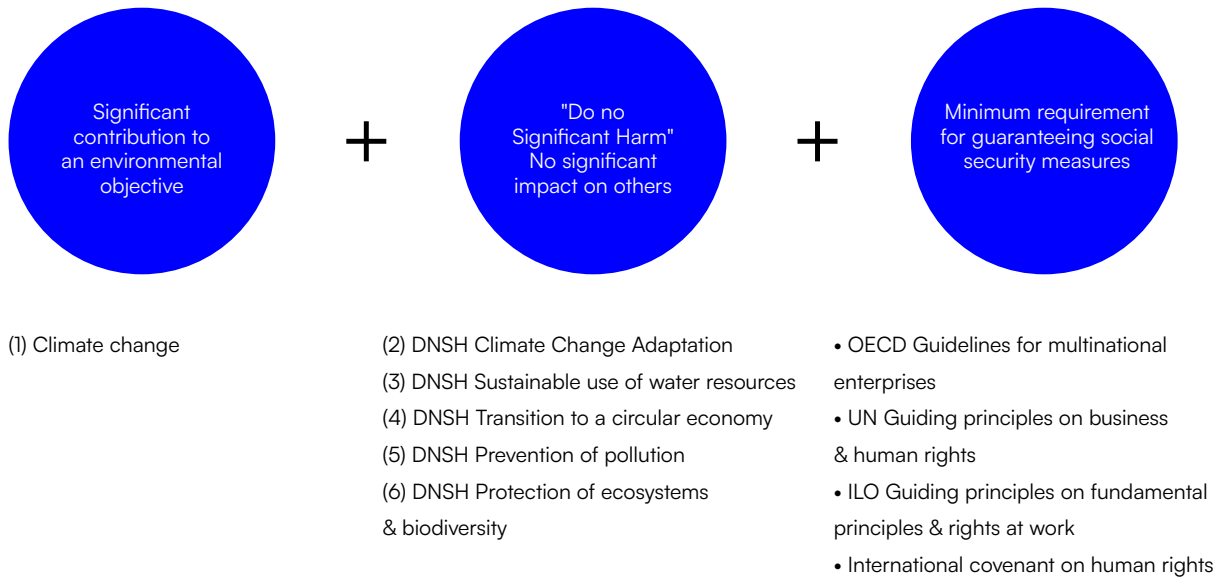 Significant
contribution to
an environmental
objective
+
"Do no
Significant Harm"
No significant
impact on others
+
Minimum requirement
for guaranteeing social
security measures
(1) Climate change
(2) DNSH Climate Change Adaptation
(3) DNSH Sustainable use of water resources
(4) DNSH Transition to a circular economy
(5) DNSH Prevention of pollution
(6) DNSH Protection of ecosystems
& biodiversity
• OECD Guidelines for multinational
enterprises
• UN Guiding principles on business
& human rights
• ILO Guiding principles on fundamental
principles & rights at work
• International covenant on human rights